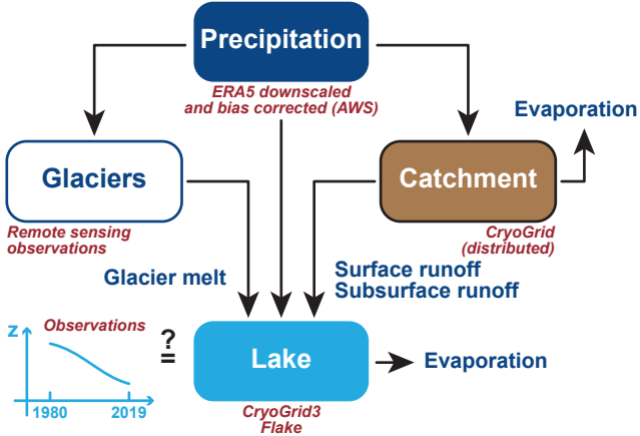 Precipitation
ERA5 downscaled
and bias corrected (AWS)
Evaporation
Glaciers
Catchment
Remote sensing
observations
CryoGrid
(distributed)
Glacier melt
Surface runoff
Subsurface runoff
z
Observations
?
=
Lake
Evaporation
1980
2019
CryoGrid3
Flake